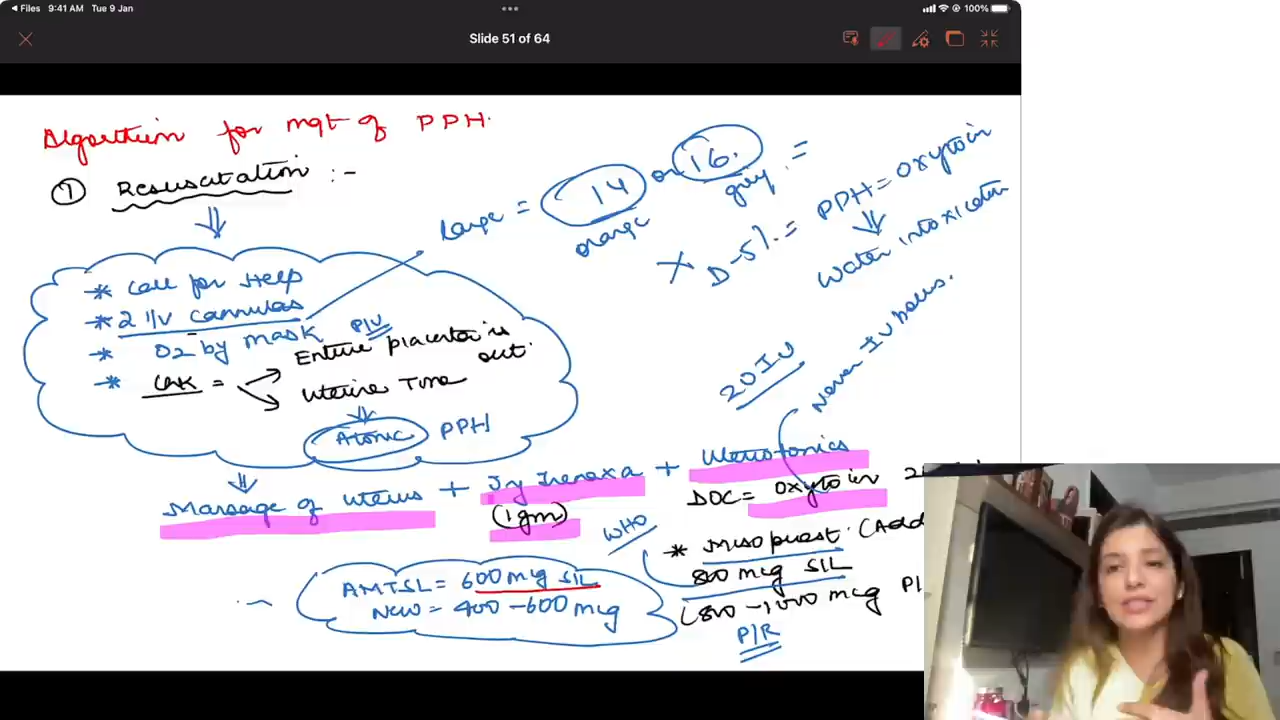 Files 9:41 AM Tue 9 Jan 100%
Slide 51 of 64
Algorithm for mgt of PPH.
① Resuscitation :-
Large = 14 or 16. =
orange grey
X D-5%. = PPH = Oxytocin
Water intoxication
* Call for Help
* 2 I/V cannulas
* O2 by mask
P/V
* = Entire placenta is out.
Uterine Tone
Atonic PPH
20 IU
Never IV bolus.
Massage of uterus + Inj Trenaxa + Uterotonics
(1gm)
DOC = Oxytocin 2
WHO
* Misoprost. (Add
800 mcg S/L
(800-1000 mcg P/
P/R
AMTSL = 600 mcg S/L
New = 400-600 mcg